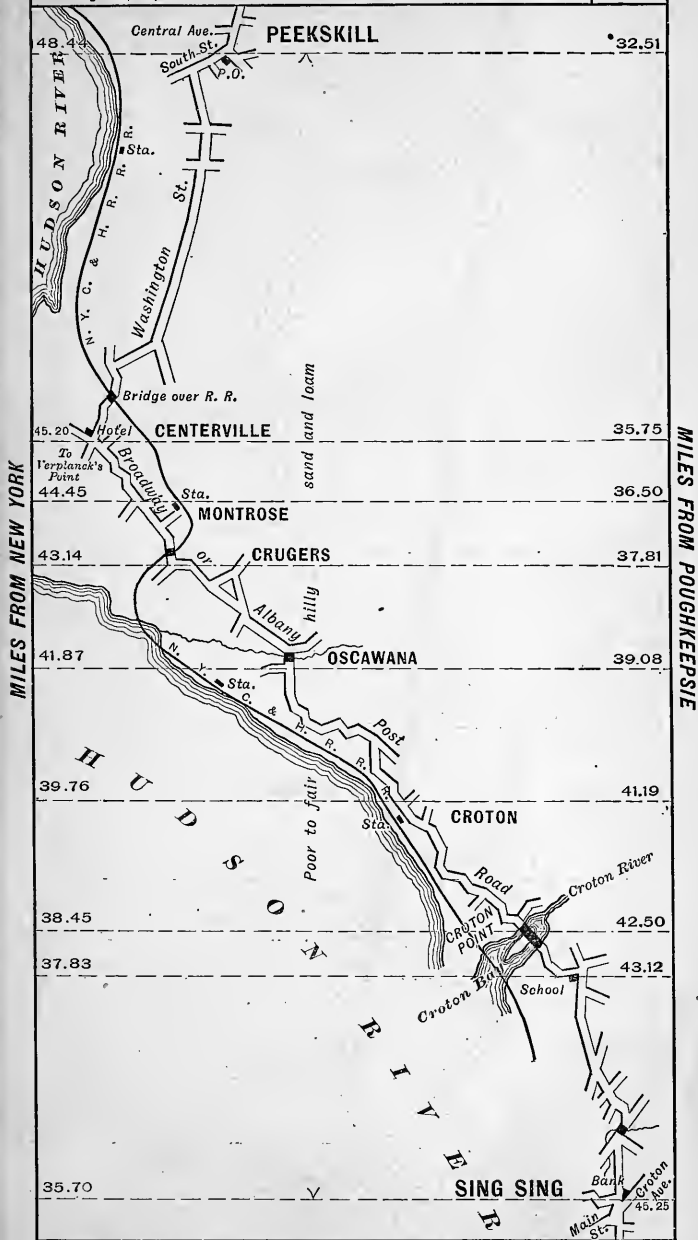 Central Ave.
PEEKSKILL
48.44
32.51
South St.
P.O.
HUDSON RIVER
Sta.
N. Y. C. & H. R. R. R.
Washington St.
Bridge over R. R.
45.20
Hotel
CENTERVILLE
35.75
To
Verplanck's
Point
Broadway
sand and loam
44.45
Sta.
36.50
MONTROSE
MILES FROM NEW YORK
MILES FROM POUGHKEEPSIE
43.14
or
CRUGERS
37.81
Albany
hilly
41.87
OSCAWANA
39.08
N. Y. C. & H. R. R. R.
Sta.
Post
HUDSON RIVER
39.76
41.19
Poor to fair
Sta.
CROTON
Road
Croton River
38.45
CROTON
POINT
42.50
37.83
43.12
Croton Bay
School
35.70
SING SING
Bank
Croton
Ave.
45.25
Main
St.